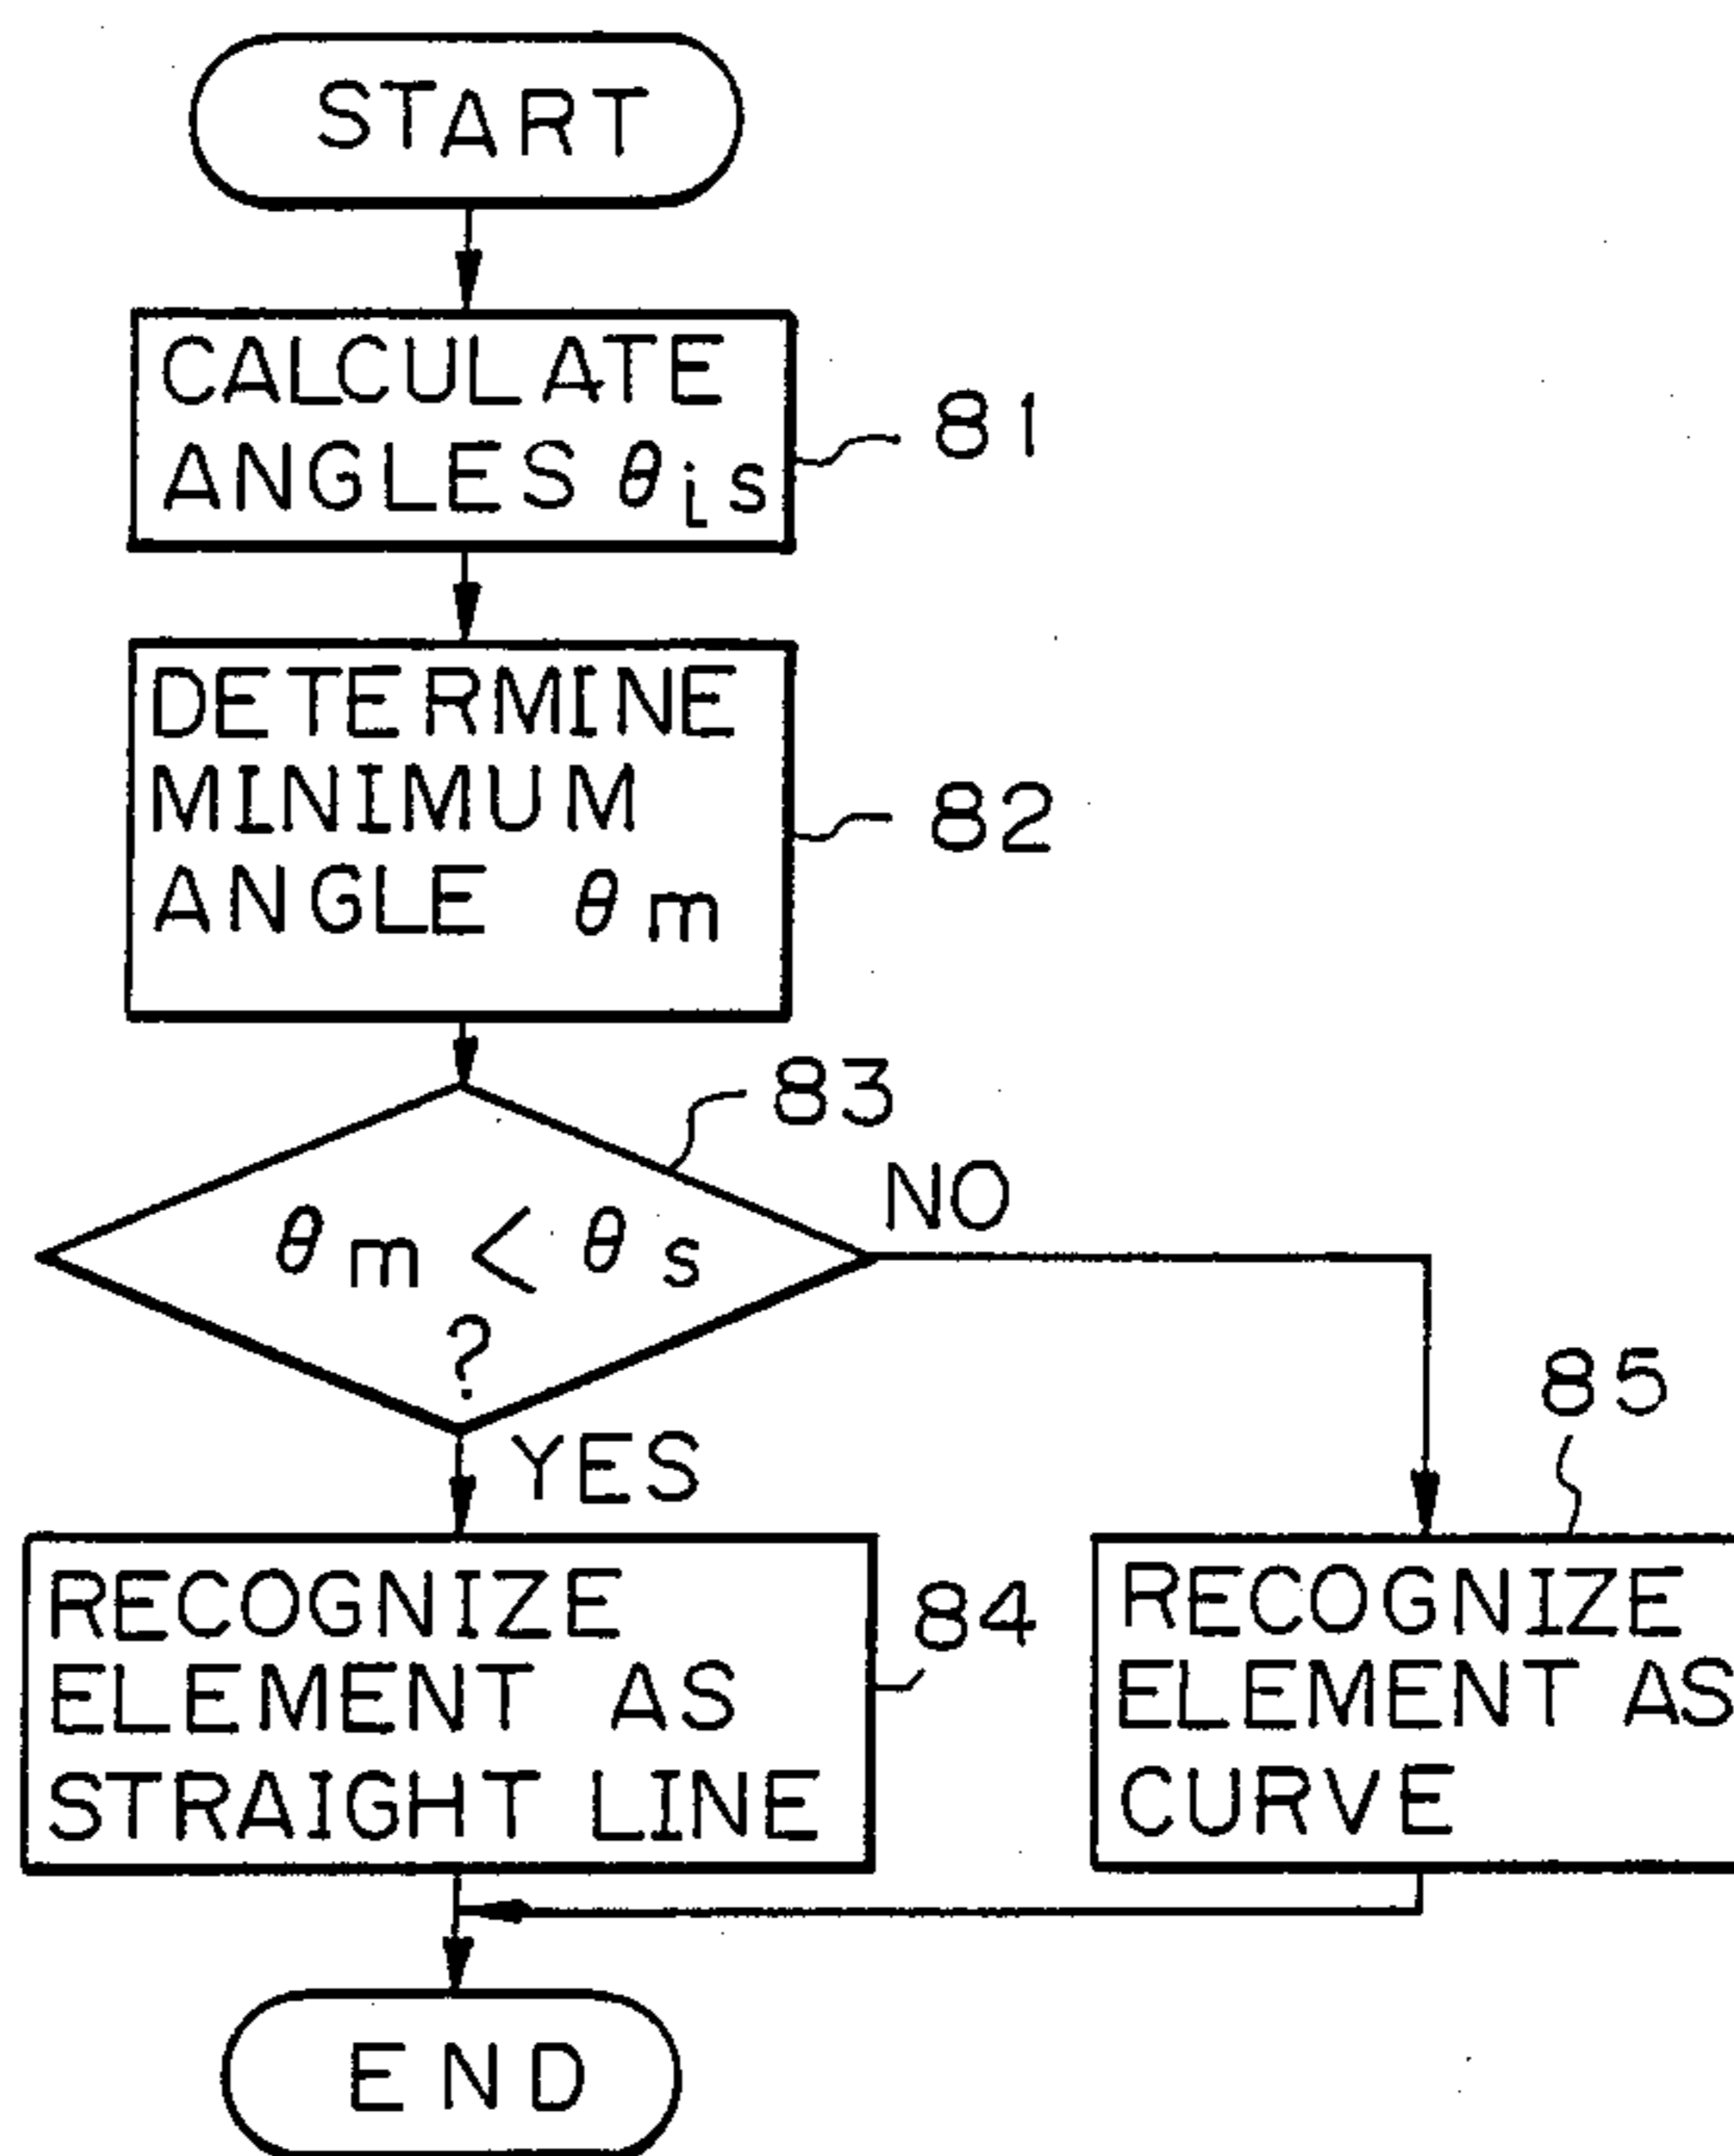 START
CALCULATE
ANGLES θis
81
DETERMINE
MINIMUM
ANGLE θm
82
83
θm < θs
?
NO
YES
85
RECOGNIZE
ELEMENT AS
STRAIGHT LINE
84
RECOGNIZE
ELEMENT AS
CURVE
END